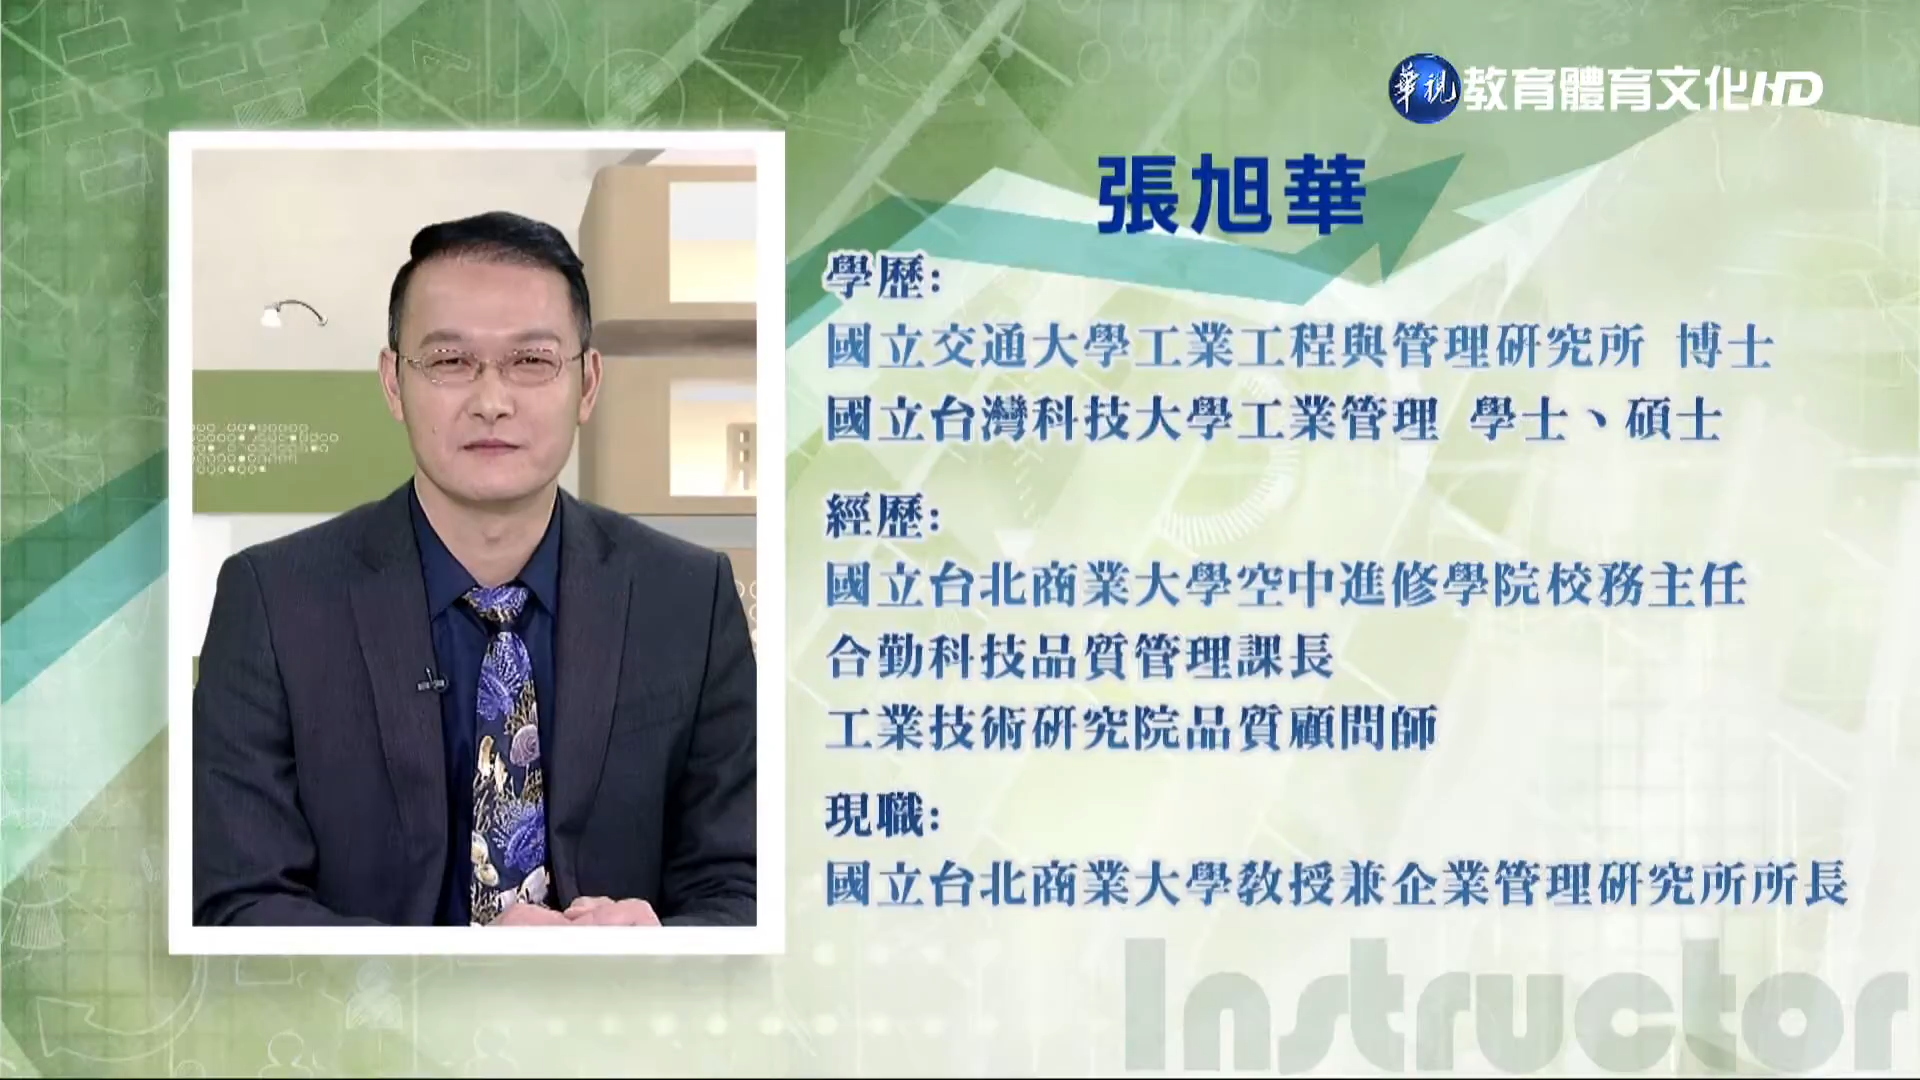 華視 教育體育文化HD
張旭華
學歷:
國立交通大學工業工程與管理研究所 博士
國立台灣科技大學工業管理 學士、碩士
經歷:
國立台北商業大學空中進修學院校務主任
合勤科技品質管理課長
工業技術研究院品質顧問師
現職:
國立台北商業大學教授兼企業管理研究所所長
Instructor